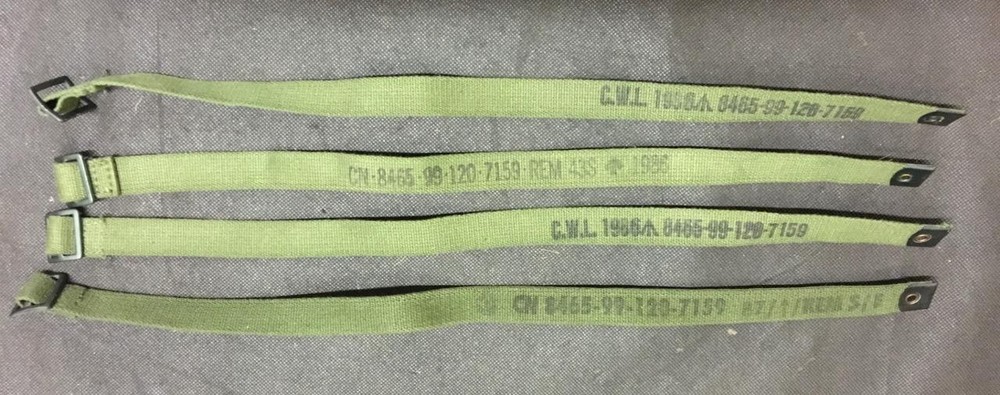 C.W.L. 1986/↑\ 8465-99-120-7159
CN·8465 99·120·7159·REM 43S 1986
C.W.L. 1986/↑\ 8465-99-120-7159
CN 8465-99-120-7159 /↑/REM S/